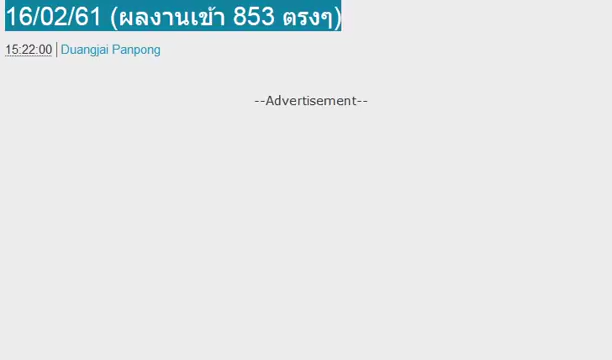 16/02/61 (ผลงานเข้า 853 ตรงๆ)
15:22:00 | Duangjai Panpong
--Advertisement--